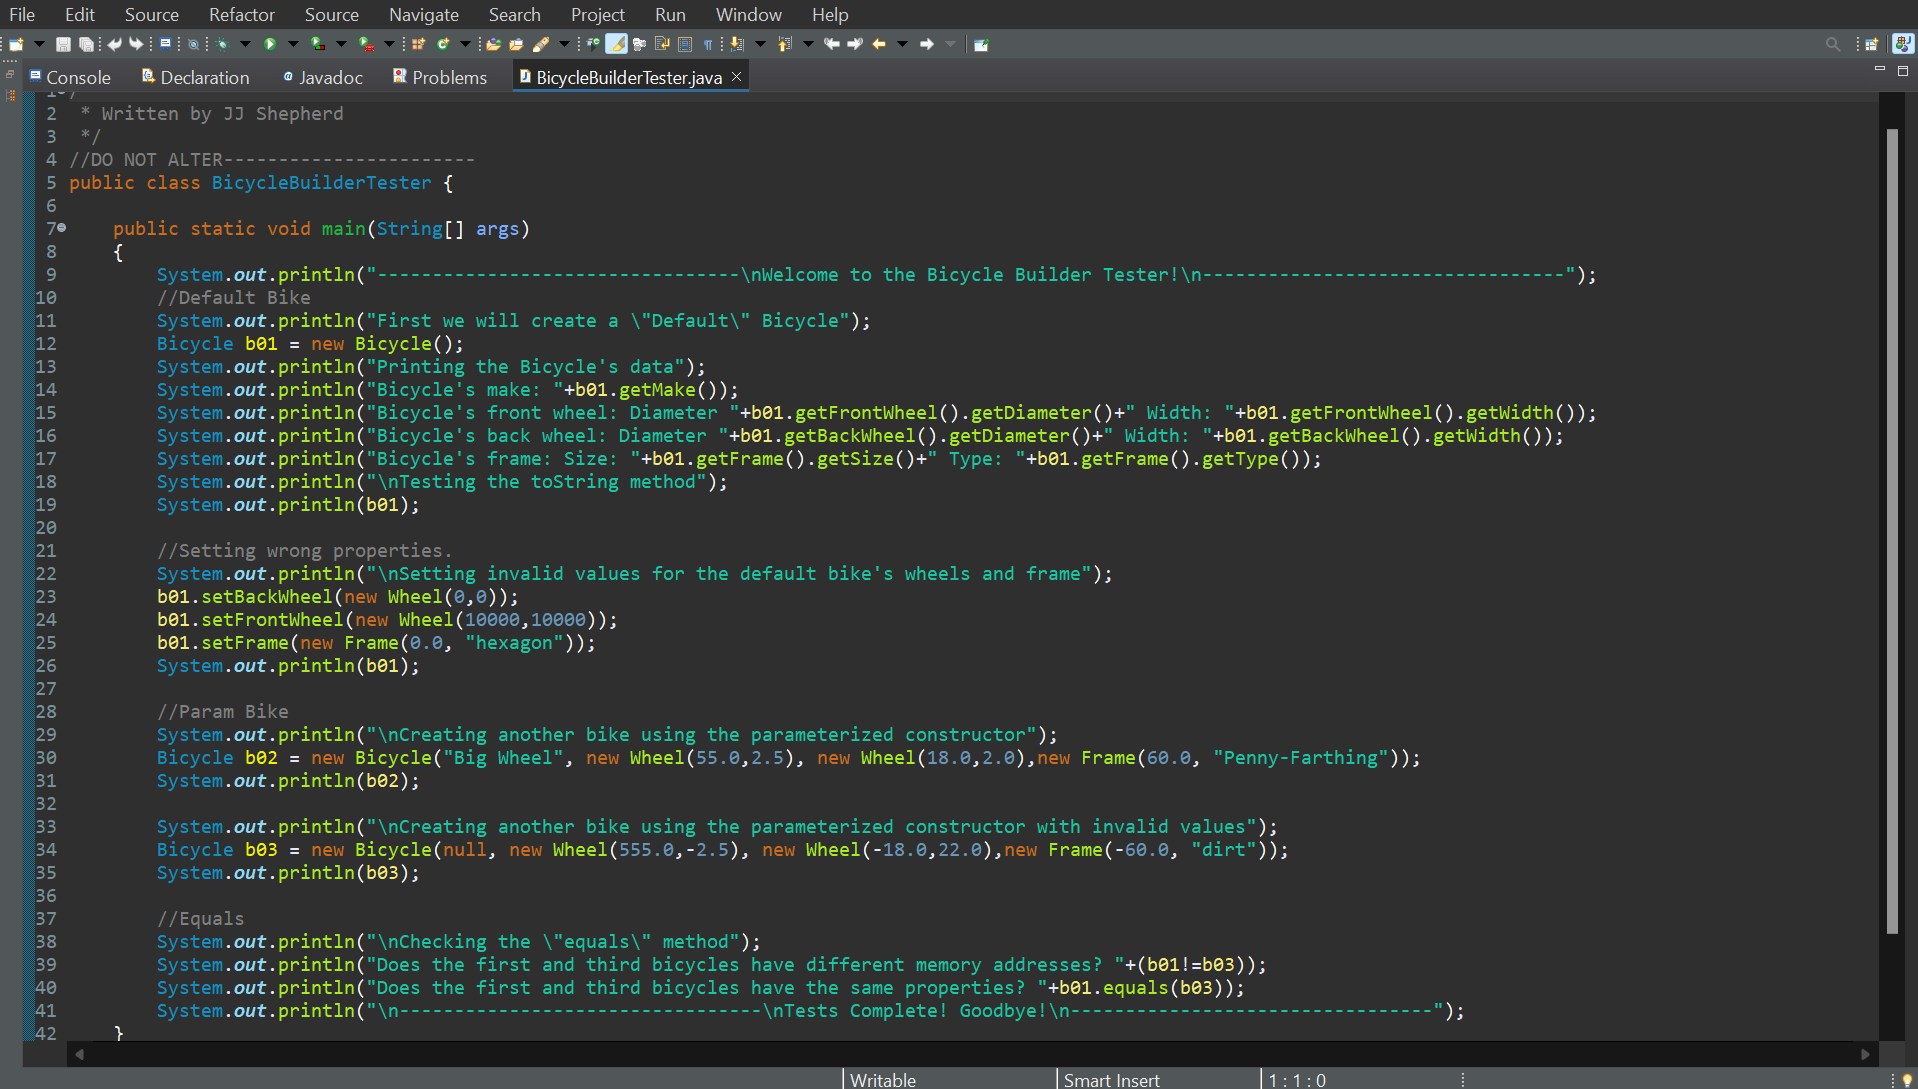 File Edit Source Refactor Source Navigate Search Project Run Window Help
Console Declaration @ Javadoc Problems BicycleBuilderTester.java
2 * Written by JJ Shepherd
3 */
4 //DO NOT ALTER-----------------------
5 public class BicycleBuilderTester {
6
7 public static void main(String[] args)
8 {
9 System.out.println("---------------------------------\nWelcome to the Bicycle Builder Tester!\n---------------------------------");
10 //Default Bike
11 System.out.println("First we will create a \"Default\" Bicycle");
12 Bicycle b01 = new Bicycle();
13 System.out.println("Printing the Bicycle's data");
14 System.out.println("Bicycle's make: "+b01.getMake());
15 System.out.println("Bicycle's front wheel: Diameter "+b01.getFrontWheel().getDiameter()+" Width: "+b01.getFrontWheel().getWidth());
16 System.out.println("Bicycle's back wheel: Diameter "+b01.getBackWheel().getDiameter()+" Width: "+b01.getBackWheel().getWidth());
17 System.out.println("Bicycle's frame: Size: "+b01.getFrame().getSize()+" Type: "+b01.getFrame().getType());
18 System.out.println("\nTesting the toString method");
19 System.out.println(b01);
20
21 //Setting wrong properties.
22 System.out.println("\nSetting invalid values for the default bike's wheels and frame");
23 b01.setBackWheel(new Wheel(0,0));
24 b01.setFrontWheel(new Wheel(10000,10000));
25 b01.setFrame(new Frame(0.0, "hexagon"));
26 System.out.println(b01);
27
28 //Param Bike
29 System.out.println("\nCreating another bike using the parameterized constructor");
30 Bicycle b02 = new Bicycle("Big Wheel", new Wheel(55.0,2.5), new Wheel(18.0,2.0),new Frame(60.0, "Penny-Farthing"));
31 System.out.println(b02);
32
33 System.out.println("\nCreating another bike using the parameterized constructor with invalid values");
34 Bicycle b03 = new Bicycle(null, new Wheel(555.0,-2.5), new Wheel(-18.0,22.0),new Frame(-60.0, "dirt"));
35 System.out.println(b03);
36
37 //Equals
38 System.out.println("\nChecking the \"equals\" method");
39 System.out.println("Does the first and third bicycles have different memory addresses? "+(b01!=b03));
40 System.out.println("Does the first and third bicycles have the same properties? "+b01.equals(b03));
41 System.out.println("\n---------------------------------\nTests Complete! Goodbye!\n---------------------------------");
42 }
Writable Smart Insert 1 : 1 : 0